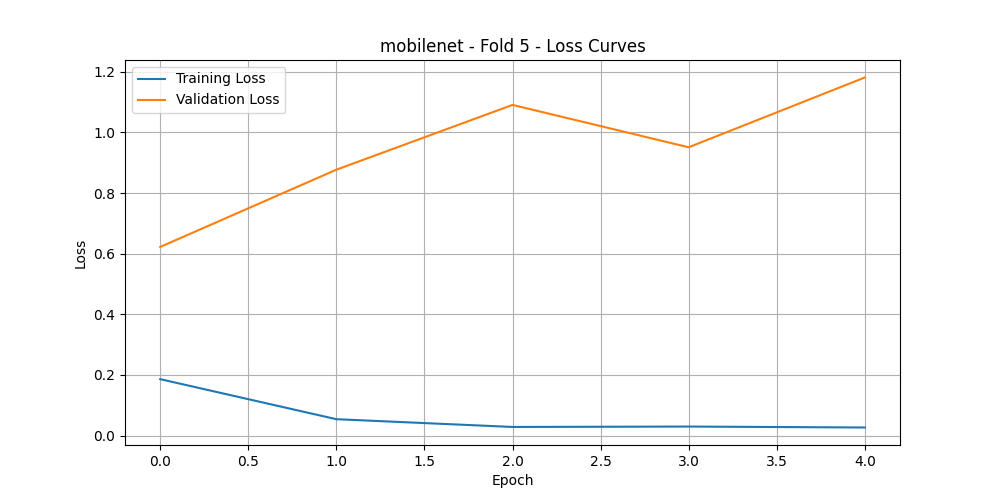 mobilenet - Fold 5 - Loss Curves
Training Loss
Validation Loss
1.2
1.0
0.8
0.6
0.4
0.2
0.0
Loss
0.0 0.5 1.0 1.5 2.0 2.5 3.0 3.5 4.0
Epoch